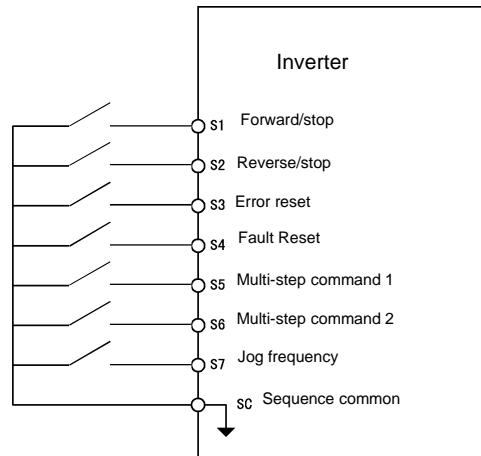 Inverter
S1 Forward/stop
S2 Reverse/stop
S3 Error reset
S4 Fault Reset
S5 Multi-step command 1
S6 Multi-step command 2
S7 Jog frequency
SC Sequence common